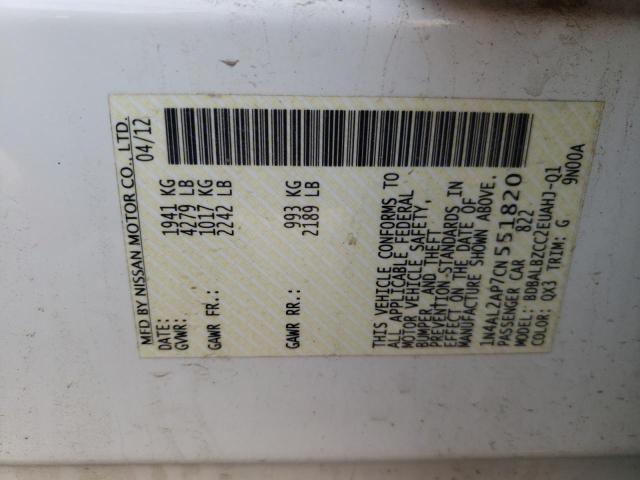 MFD BY NISSAN MOTOR CO., LTD.
DATE: 04/12
GVWR: 1941 KG
4279 LB
GAWR FR.: 1017 KG
2242 LB
GAWR RR.: 993 KG
2189 LB
THIS VEHICLE CONFORMS TO
ALL APPLICABLE FEDERAL
MOTOR VEHICLE SAFETY,
BUMPER, AND THEFT
PREVENTION STANDARDS IN
EFFECT ON THE DATE OF
MANUFACTURE SHOWN ABOVE.
1N4AL2AP7CN551820
PASSENGER CAR 822
MODEL: BDBALBZCC2EUAHJ-Q1
COLOR: QX3 TRIM: G 9N00A